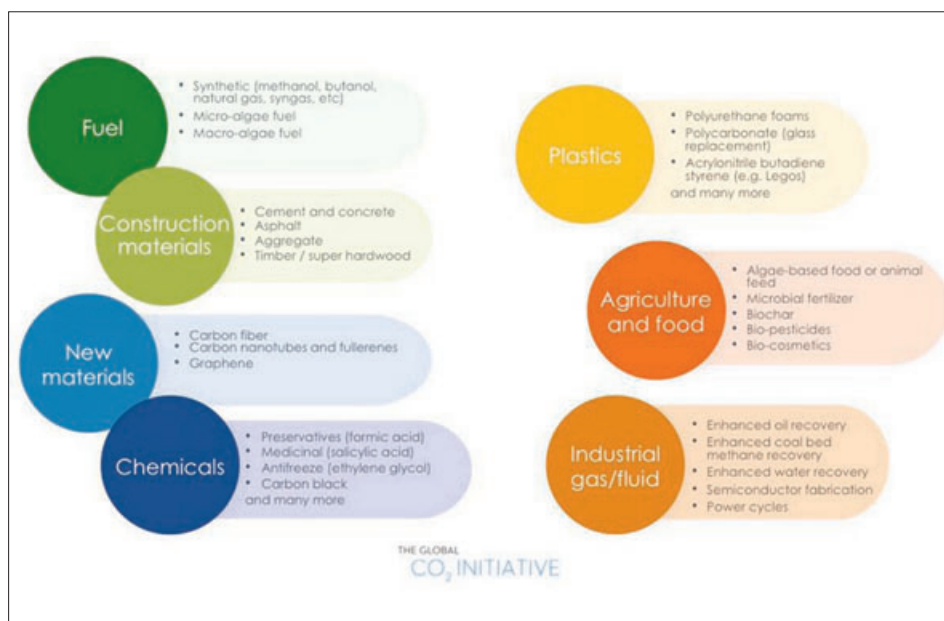 Fuel
• Synthetic (methanol, butanol,
natural gas, syngas, etc)
• Micro-algae fuel
• Macro-algae fuel
Construction
materials
• Cement and concrete
• Asphalt
• Aggregate
• Timber / super hardwood
New
materials
• Carbon fiber
• Carbon nanotubes and fullerenes
• Graphene
Chemicals
• Preservatives (formic acid)
• Medicinal (salicylic acid)
• Antifreeze (ethylene glycol)
• Carbon black
and many more
Plastics
• Polyurethane foams
• Polycarbonate (glass
replacement)
• Acrylonitrile butadiene
styrene (e.g. Legos)
and many more
Agriculture
and food
• Algae-based food or animal
feed
• Microbial fertilizer
• Biochar
• Bio-pesticides
• Bio-cosmetics
Industrial
gas/fluid
• Enhanced oil recovery
• Enhanced coal bed
methane recovery
• Enhanced water recovery
• Semiconductor fabrication
• Power cycles
THE GLOBAL
CO₂ INITIATIVE